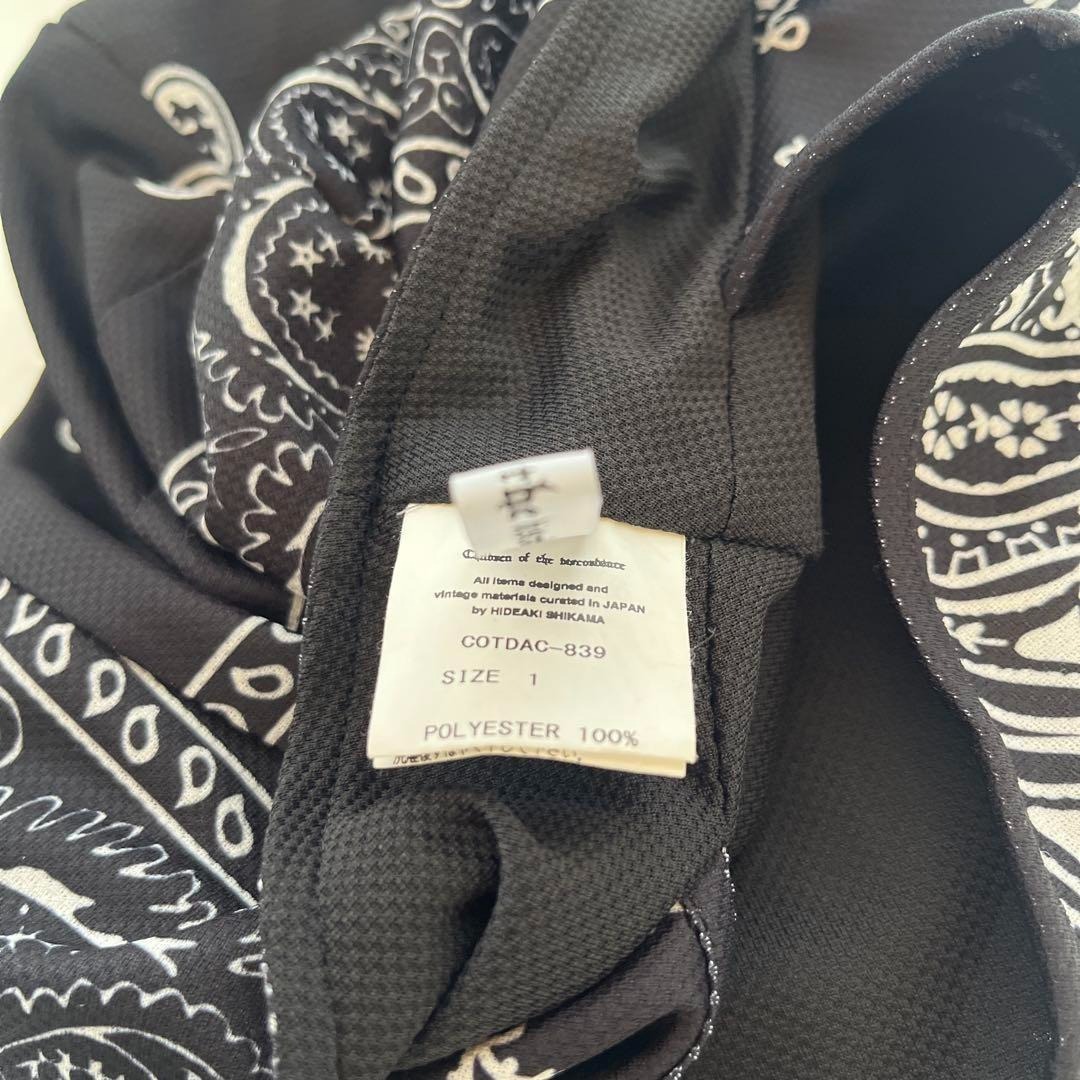 the
Children of the discordance
All items designed and
vintage materials curated in JAPAN
by HIDEAKI SHIKAMA
COTDAC-839
SIZE 1
POLYESTER 100%